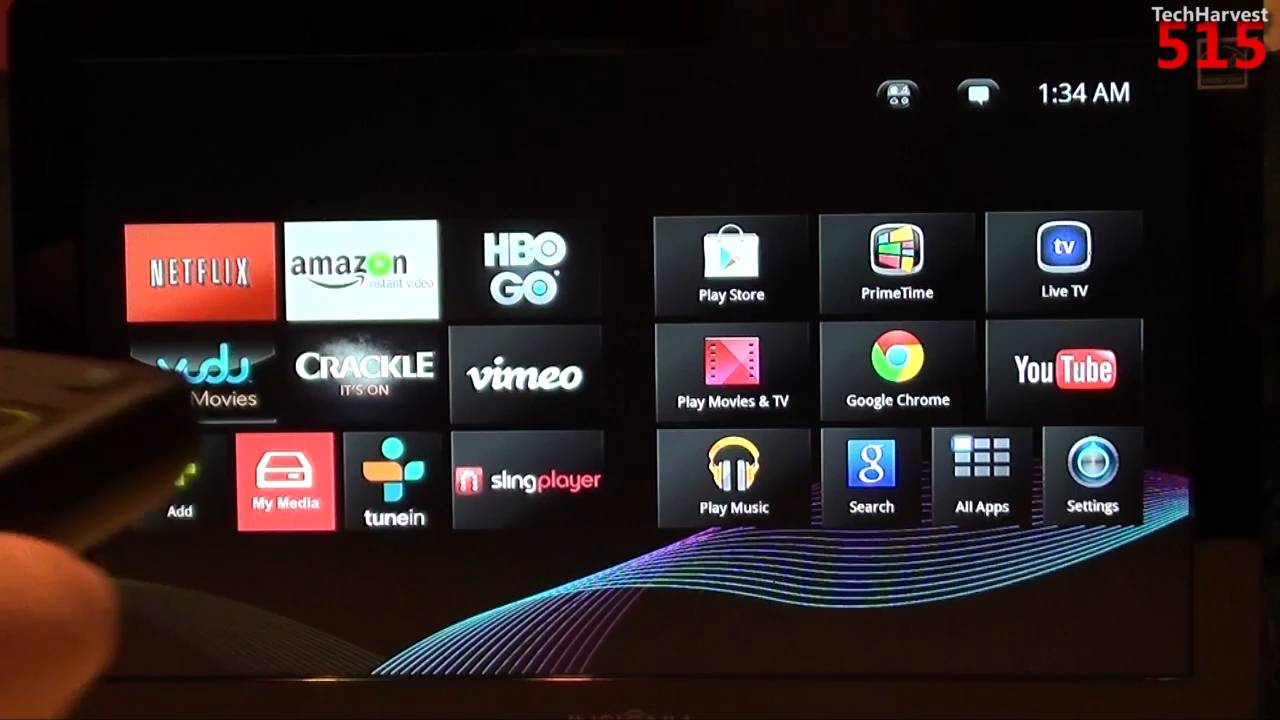 TechHarvest
515
1:34 AM
NETFLIX
amazon
instant video
HBO
GO
Play Store
PrimeTime
tv
Live TV
vudu
Movies
CRACKLE
IT'S ON
vimeo
Play Movies & TV
Google Chrome
YouTube
Add
My Media
tunein
slingplayer
Play Music
g
Search
All Apps
Settings